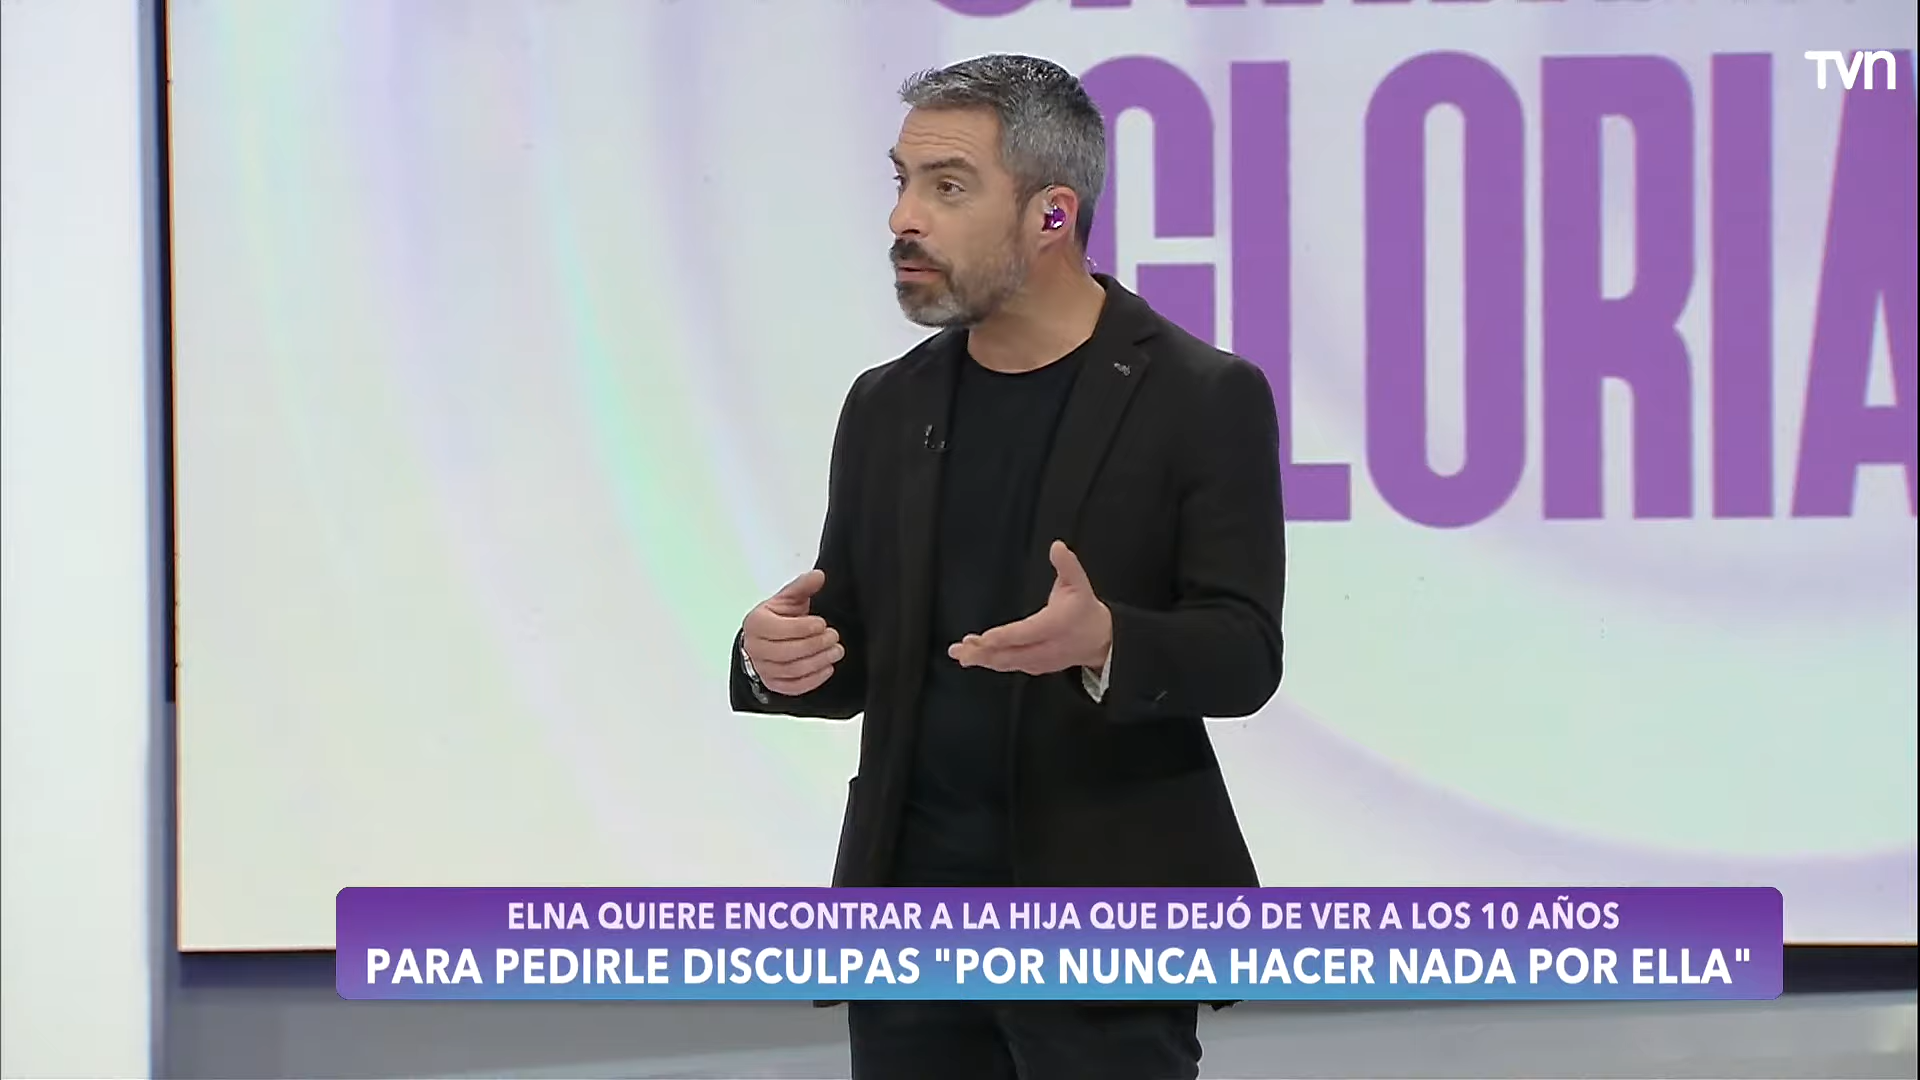 TVN
GLORIA
ELNA QUIERE ENCONTRAR A LA HIJA QUE DEJÓ DE VER A LOS 10 AÑOS
PARA PEDIRLE DISCULPAS "POR NUNCA HACER NADA POR ELLA"